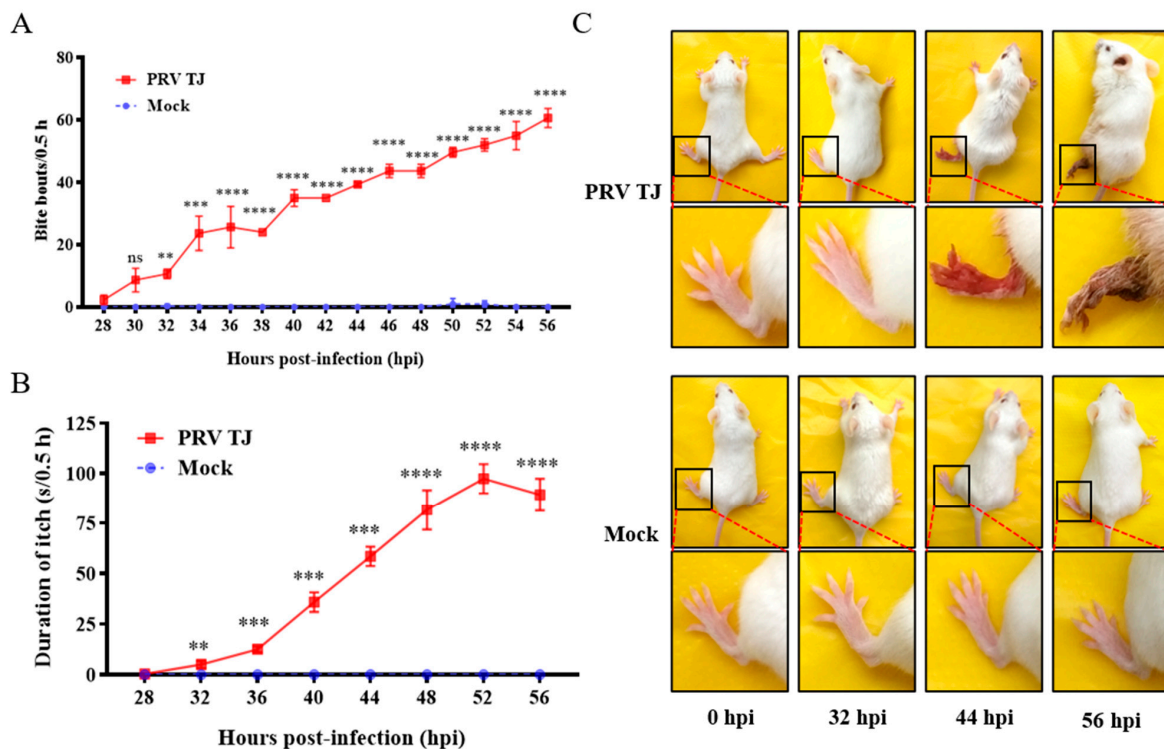 A
80
60
40
20
0
Bite bouts/0.5 h
PRV TJ
Mock
ns
**
***
****
****
****
****
****
****
****
****
****
****
****
28 30 32 34 36 38 40 42 44 46 48 50 52 54 56
Hours post-infection (hpi)
B
125
100
75
50
25
0
Duration of itch (s/0.5 h)
PRV TJ
Mock
**
***
***
***
****
****
****
28 32 36 40 44 48 52 56
Hours post-infection (hpi)
C
PRV TJ
Mock
0 hpi 32 hpi 44 hpi 56 hpi